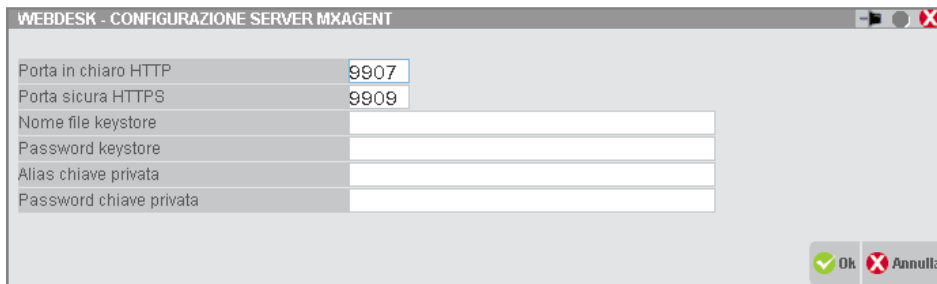 WEBDESK - CONFIGURAZIONE SERVER MXAGENT
Porta in chiaro HTTP 9907
Porta sicura HTTPS 9909
Nome file keystore
Password keystore
Alias chiave privata
Password chiave privata
Ok Annulla